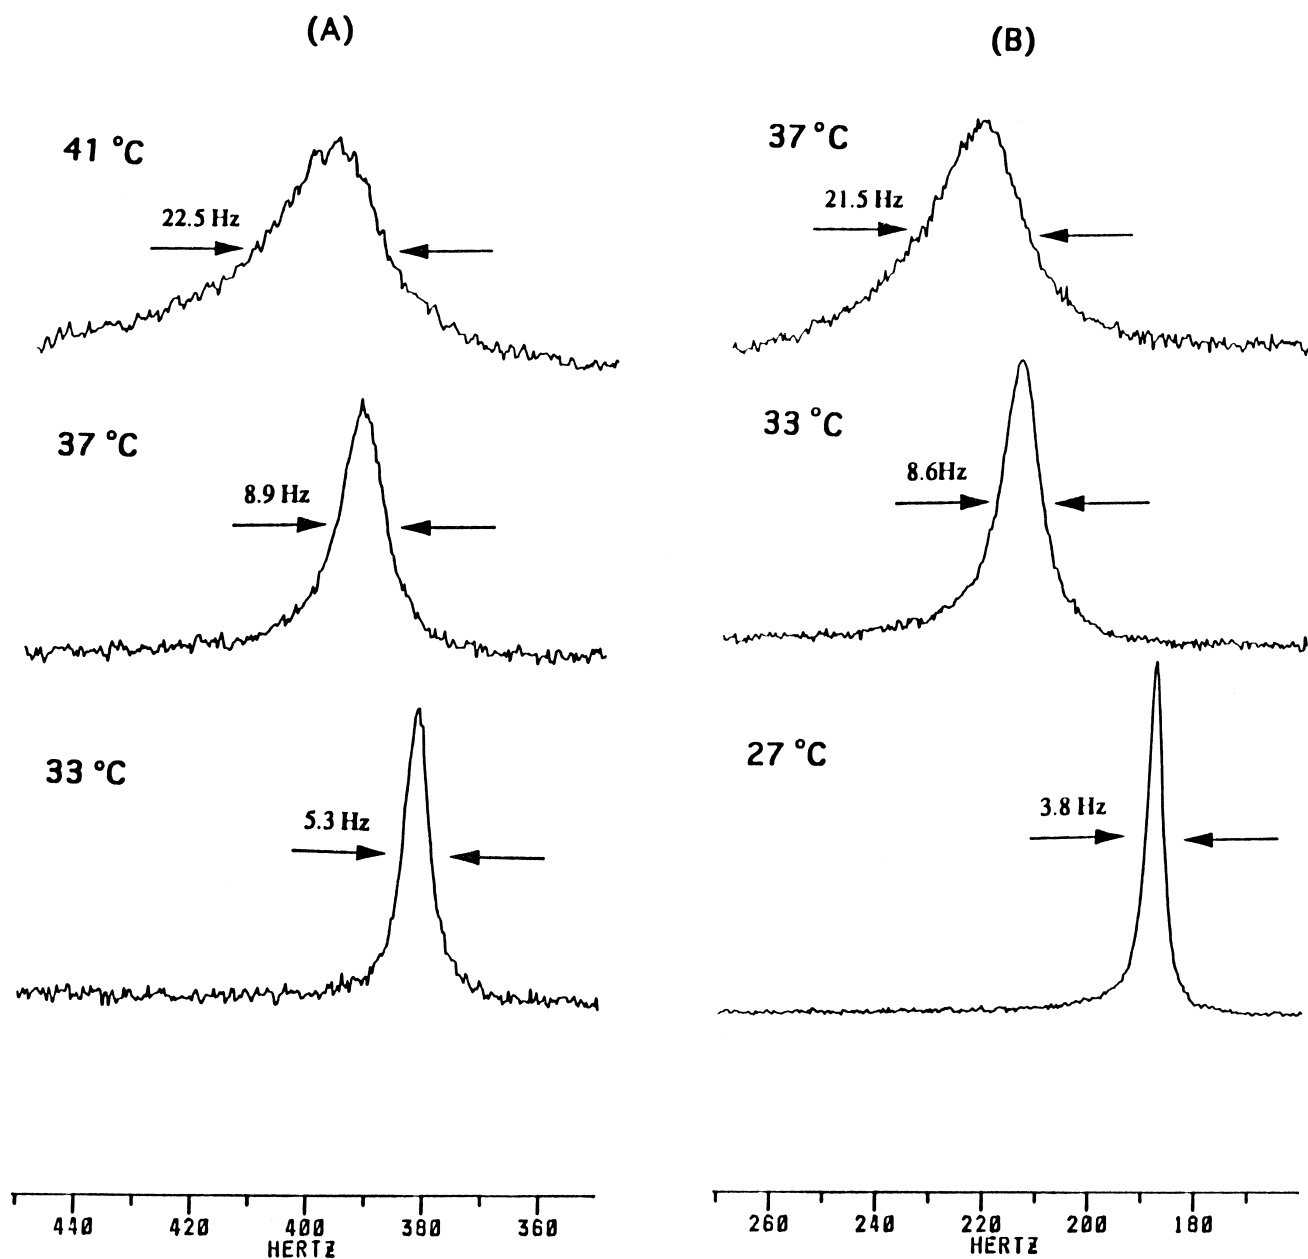 (A)
41 °C
22.5 Hz
37 °C
8.9 Hz
33 °C
5.3 Hz
440 420 400 380 360
HERTZ
(B)
37 °C
21.5 Hz
33 °C
8.6Hz
27 °C
3.8 Hz
260 240 220 200 180
HERTZ